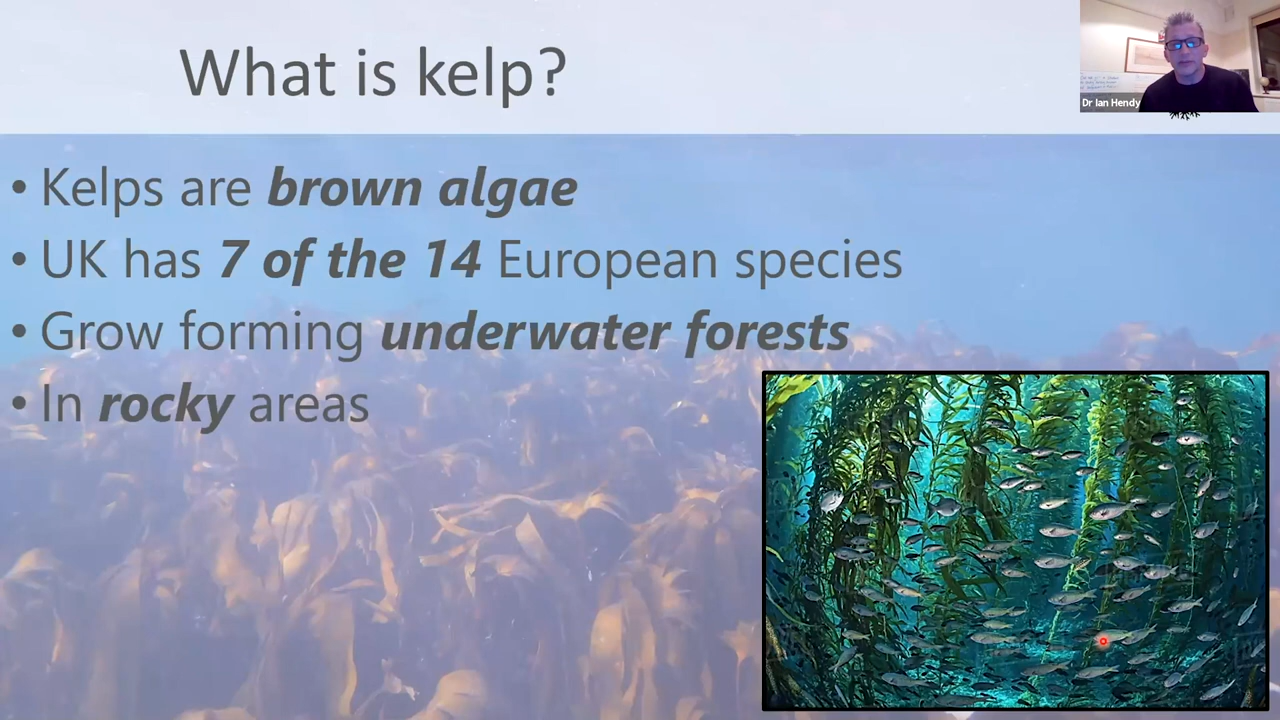 What is kelp?
Dr Ian Hendy
• Kelps are brown algae
• UK has 7 of the 14 European species
• Grow forming underwater forests
• In rocky areas